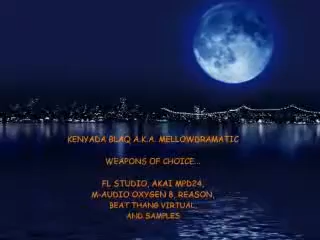 KENYADA BLAQ A.K.A. MELLOWDRAMATIC
WEAPONS OF CHOICE...
FL STUDIO, AKAI MPD24,
M-AUDIO OXYGEN 8, REASON,
BEAT THANG VIRTUAL,
AND SAMPLES